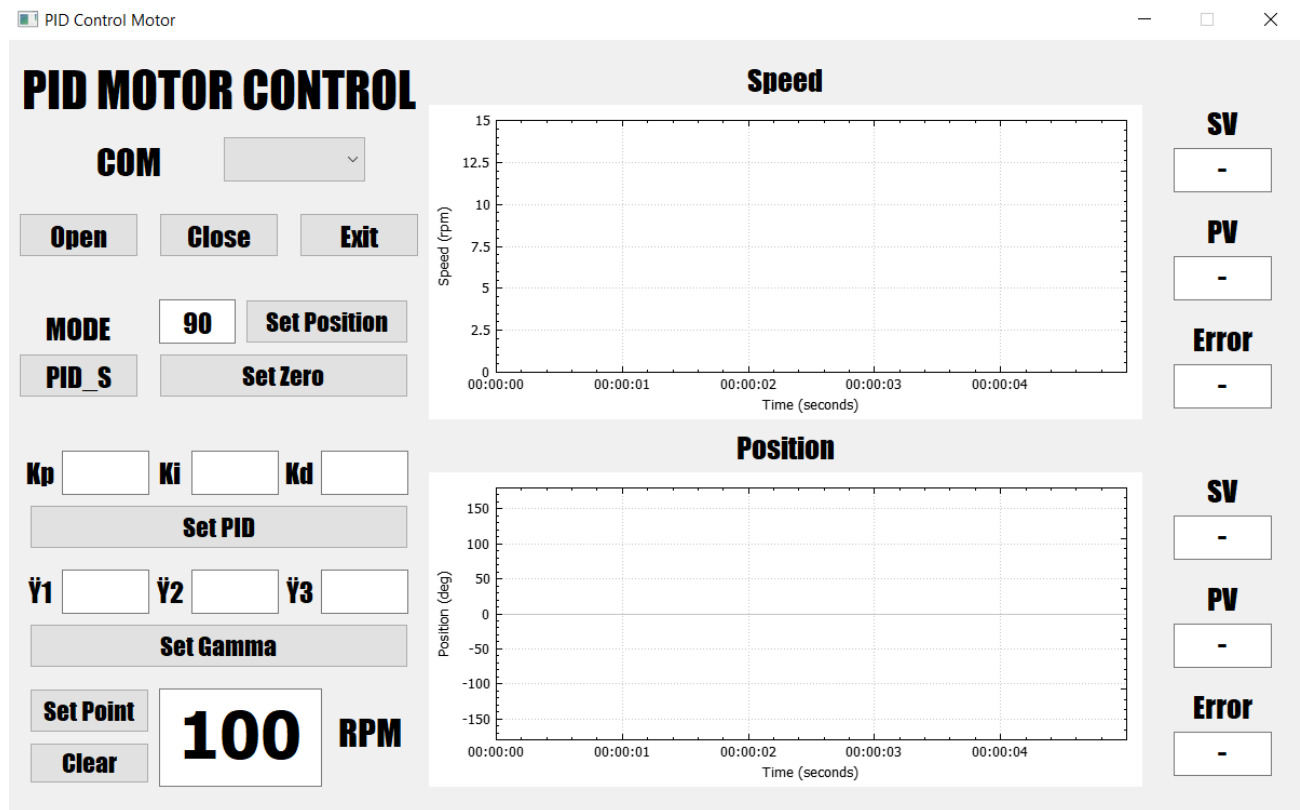 PID Control Motor
PID MOTOR CONTROL
COM
Open Close Exit
MODE 90 Set Position
PID_S Set Zero
Kp Ki Kd
Set PID
Ÿ1 Ÿ2 Ÿ3
Set Gamma
Set Point 100 RPM
Clear
Speed
15
12.5
10
7.5
5
2.5
0
Speed (rpm)
00:00:00 00:00:01 00:00:02 00:00:03 00:00:04
Time (seconds)
SV
-
PV
-
Error
-
Position
150
100
50
0
-50
-100
-150
Position (deg)
00:00:00 00:00:01 00:00:02 00:00:03 00:00:04
Time (seconds)
SV
-
PV
-
Error
-